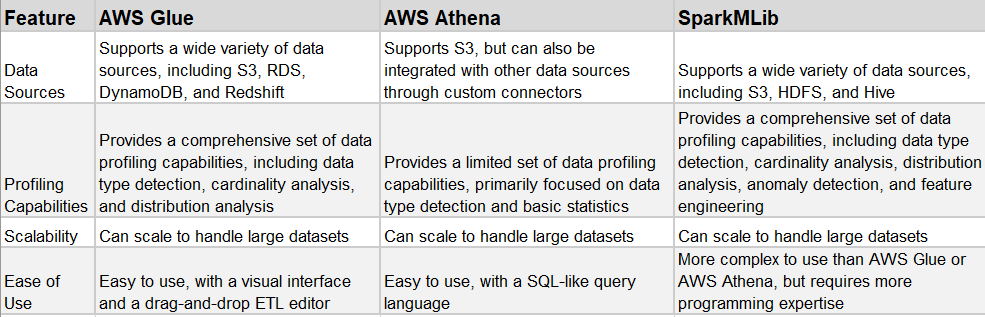 Feature
AWS Glue
AWS Athena
SparkMLib
Data
Sources
Supports a wide variety of data
sources, including S3, RDS,
DynamoDB, and Redshift
Supports S3, but can also be
integrated with other data sources
through custom connectors
Supports a wide variety of data sources,
including S3, HDFS, and Hive
Profiling
Capabilities
Provides a comprehensive set of data
profiling capabilities, including data
type detection, cardinality analysis,
and distribution analysis
Provides a limited set of data profiling
capabilities, primarily focused on data
type detection and basic statistics
Provides a comprehensive set of data
profiling capabilities, including data type
detection, cardinality analysis, distribution
analysis, anomaly detection, and feature
engineering
Scalability
Can scale to handle large datasets
Can scale to handle large datasets
Can scale to handle large datasets
Ease of
Use
Easy to use, with a visual interface
and a drag-and-drop ETL editor
Easy to use, with a SQL-like query
language
More complex to use than AWS Glue or
AWS Athena, but requires more
programming expertise